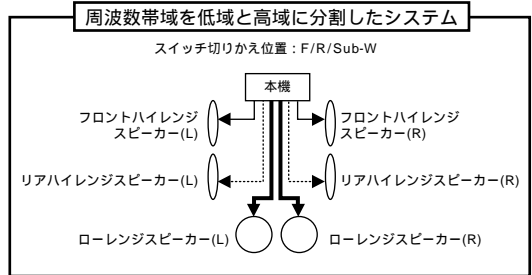 周波数帯域を低域と高域に分割したシステム
スイッチ切りかえ位置：F/R/Sub-W
本機
フロントハイレンジ
スピーカー(L)
フロントハイレンジ
スピーカー(R)
リアハイレンジスピーカー(L)
リアハイレンジスピーカー(R)
ローレンジスピーカー(L)
ローレンジスピーカー(R)